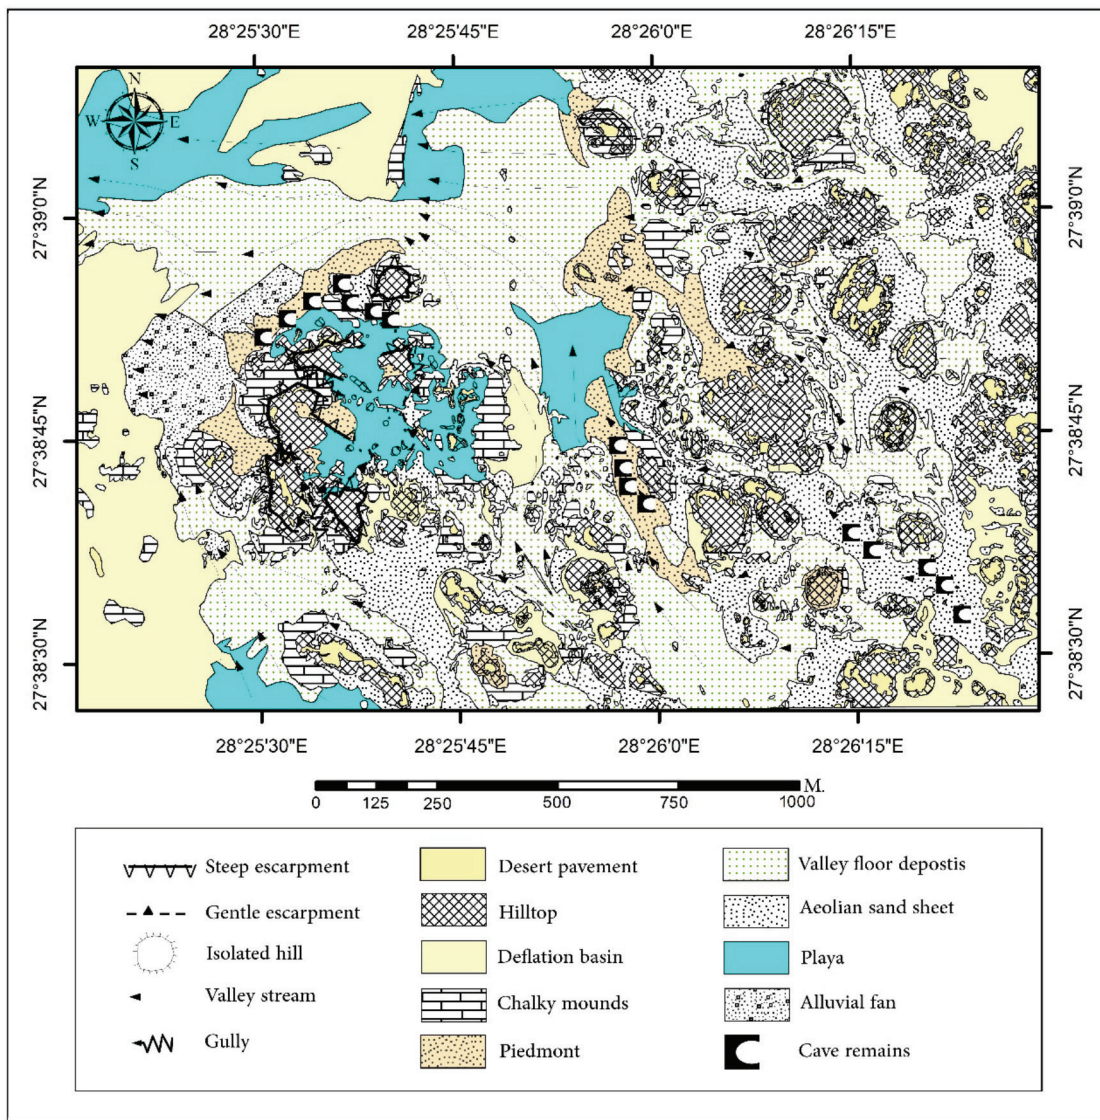 28°25'30"E 28°25'45"E 28°26'0"E 28°26'15"E
N
W E
S
27°39'0"N 27°39'0"N
27°38'45"N 27°38'45"N
27°38'30"N 27°38'30"N
28°25'30"E 28°25'45"E 28°26'0"E 28°26'15"E
M.
0 125 250 500 750 1000
Steep escarpment Desert pavement Valley floor depostis
Gentle escarpment Hilltop Aeolian sand sheet
Isolated hill Deflation basin Playa
Valley stream Chalky mounds Alluvial fan
Gully Piedmont Cave remains